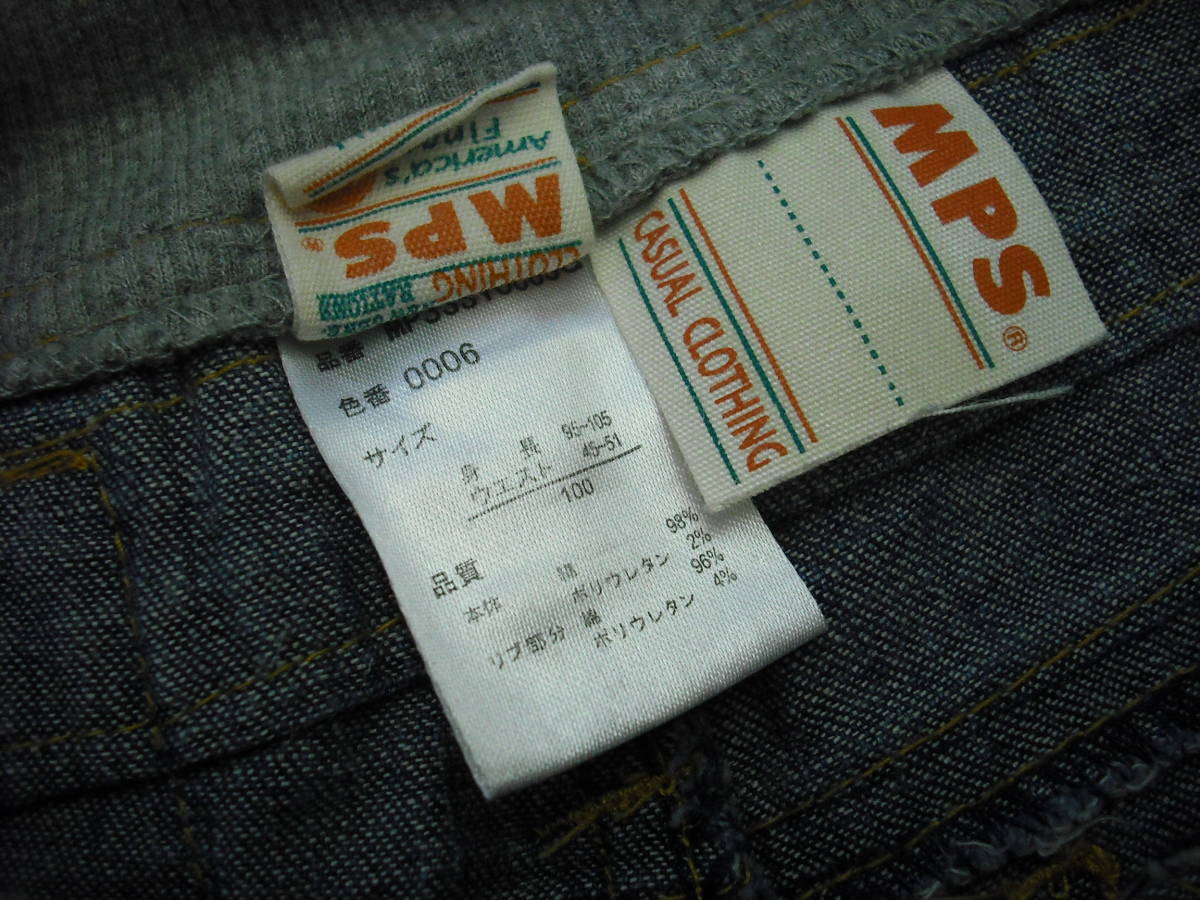 America's
Fine
MPS®
CLOTHING
品番
色番 0006
サイズ
身長 95~105
ウエスト 45~51
100
品質
本体 綿 98%
ポリウレタン 2%
リブ部分 綿 96%
ポリウレタン 4%
MPS®
CASUAL CLOTHING